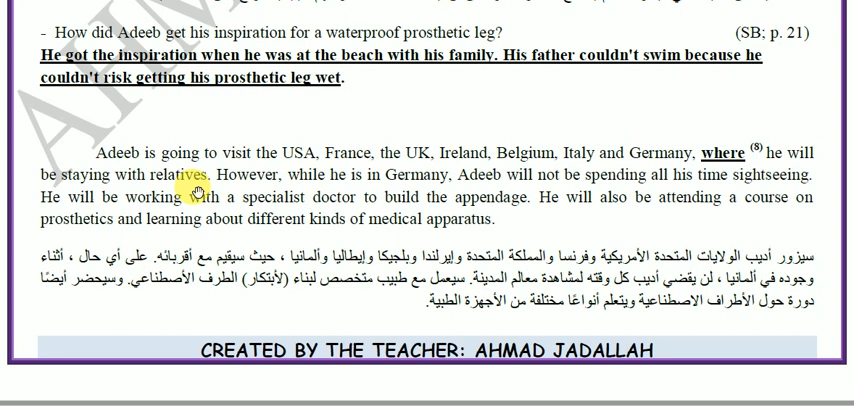 - How did Adeeb get his inspiration for a waterproof prosthetic leg? (SB; p. 21)
He got the inspiration when he was at the beach with his family. His father couldn't swim because he
couldn't risk getting his prosthetic leg wet.
Adeeb is going to visit the USA, France, the UK, Ireland, Belgium, Italy and Germany, where (8) he will
be staying with relatives. However, while he is in Germany, Adeeb will not be spending all his time sightseeing.
He will be working with a specialist doctor to build the appendage. He will also be attending a course on
prosthetics and learning about different kinds of medical apparatus.
سيزور أديب الولايات المتحدة الأمريكية وفرنسا والمملكة المتحدة وإيرلندا وبلجيكا وإيطاليا وألمانيا ، حيث سيقيم مع أقربائه. على أي حال ، أثناء
وجوده في ألمانيا ، لن يقضي أديب كل وقته لمشاهدة معالم المدينة. سيعمل مع طبيب متخصص لبناء (لأبتكار) الطرف الأصطناعي. وسيحضر أيضًا
دورة حول الأطراف الاصطناعية ويتعلم أنواعًا مختلفة من الأجهزة الطبية.
CREATED BY THE TEACHER: AHMAD JADALLAH